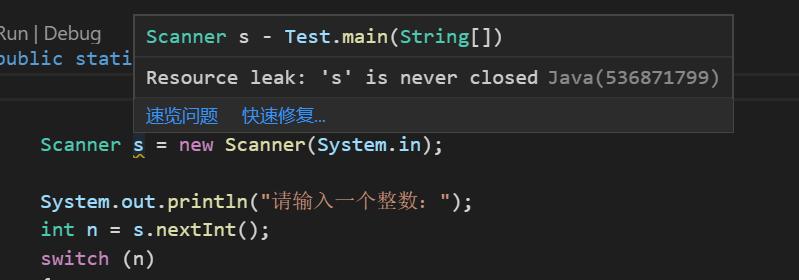 Run | Debug
public stati
Scanner s - Test.main(String[])
Resource leak: 's' is never closed Java(536871799)
速览问题 快速修复...
Scanner s = new Scanner(System.in);
System.out.println("请输入一个整数：");
int n = s.nextInt();
switch (n)